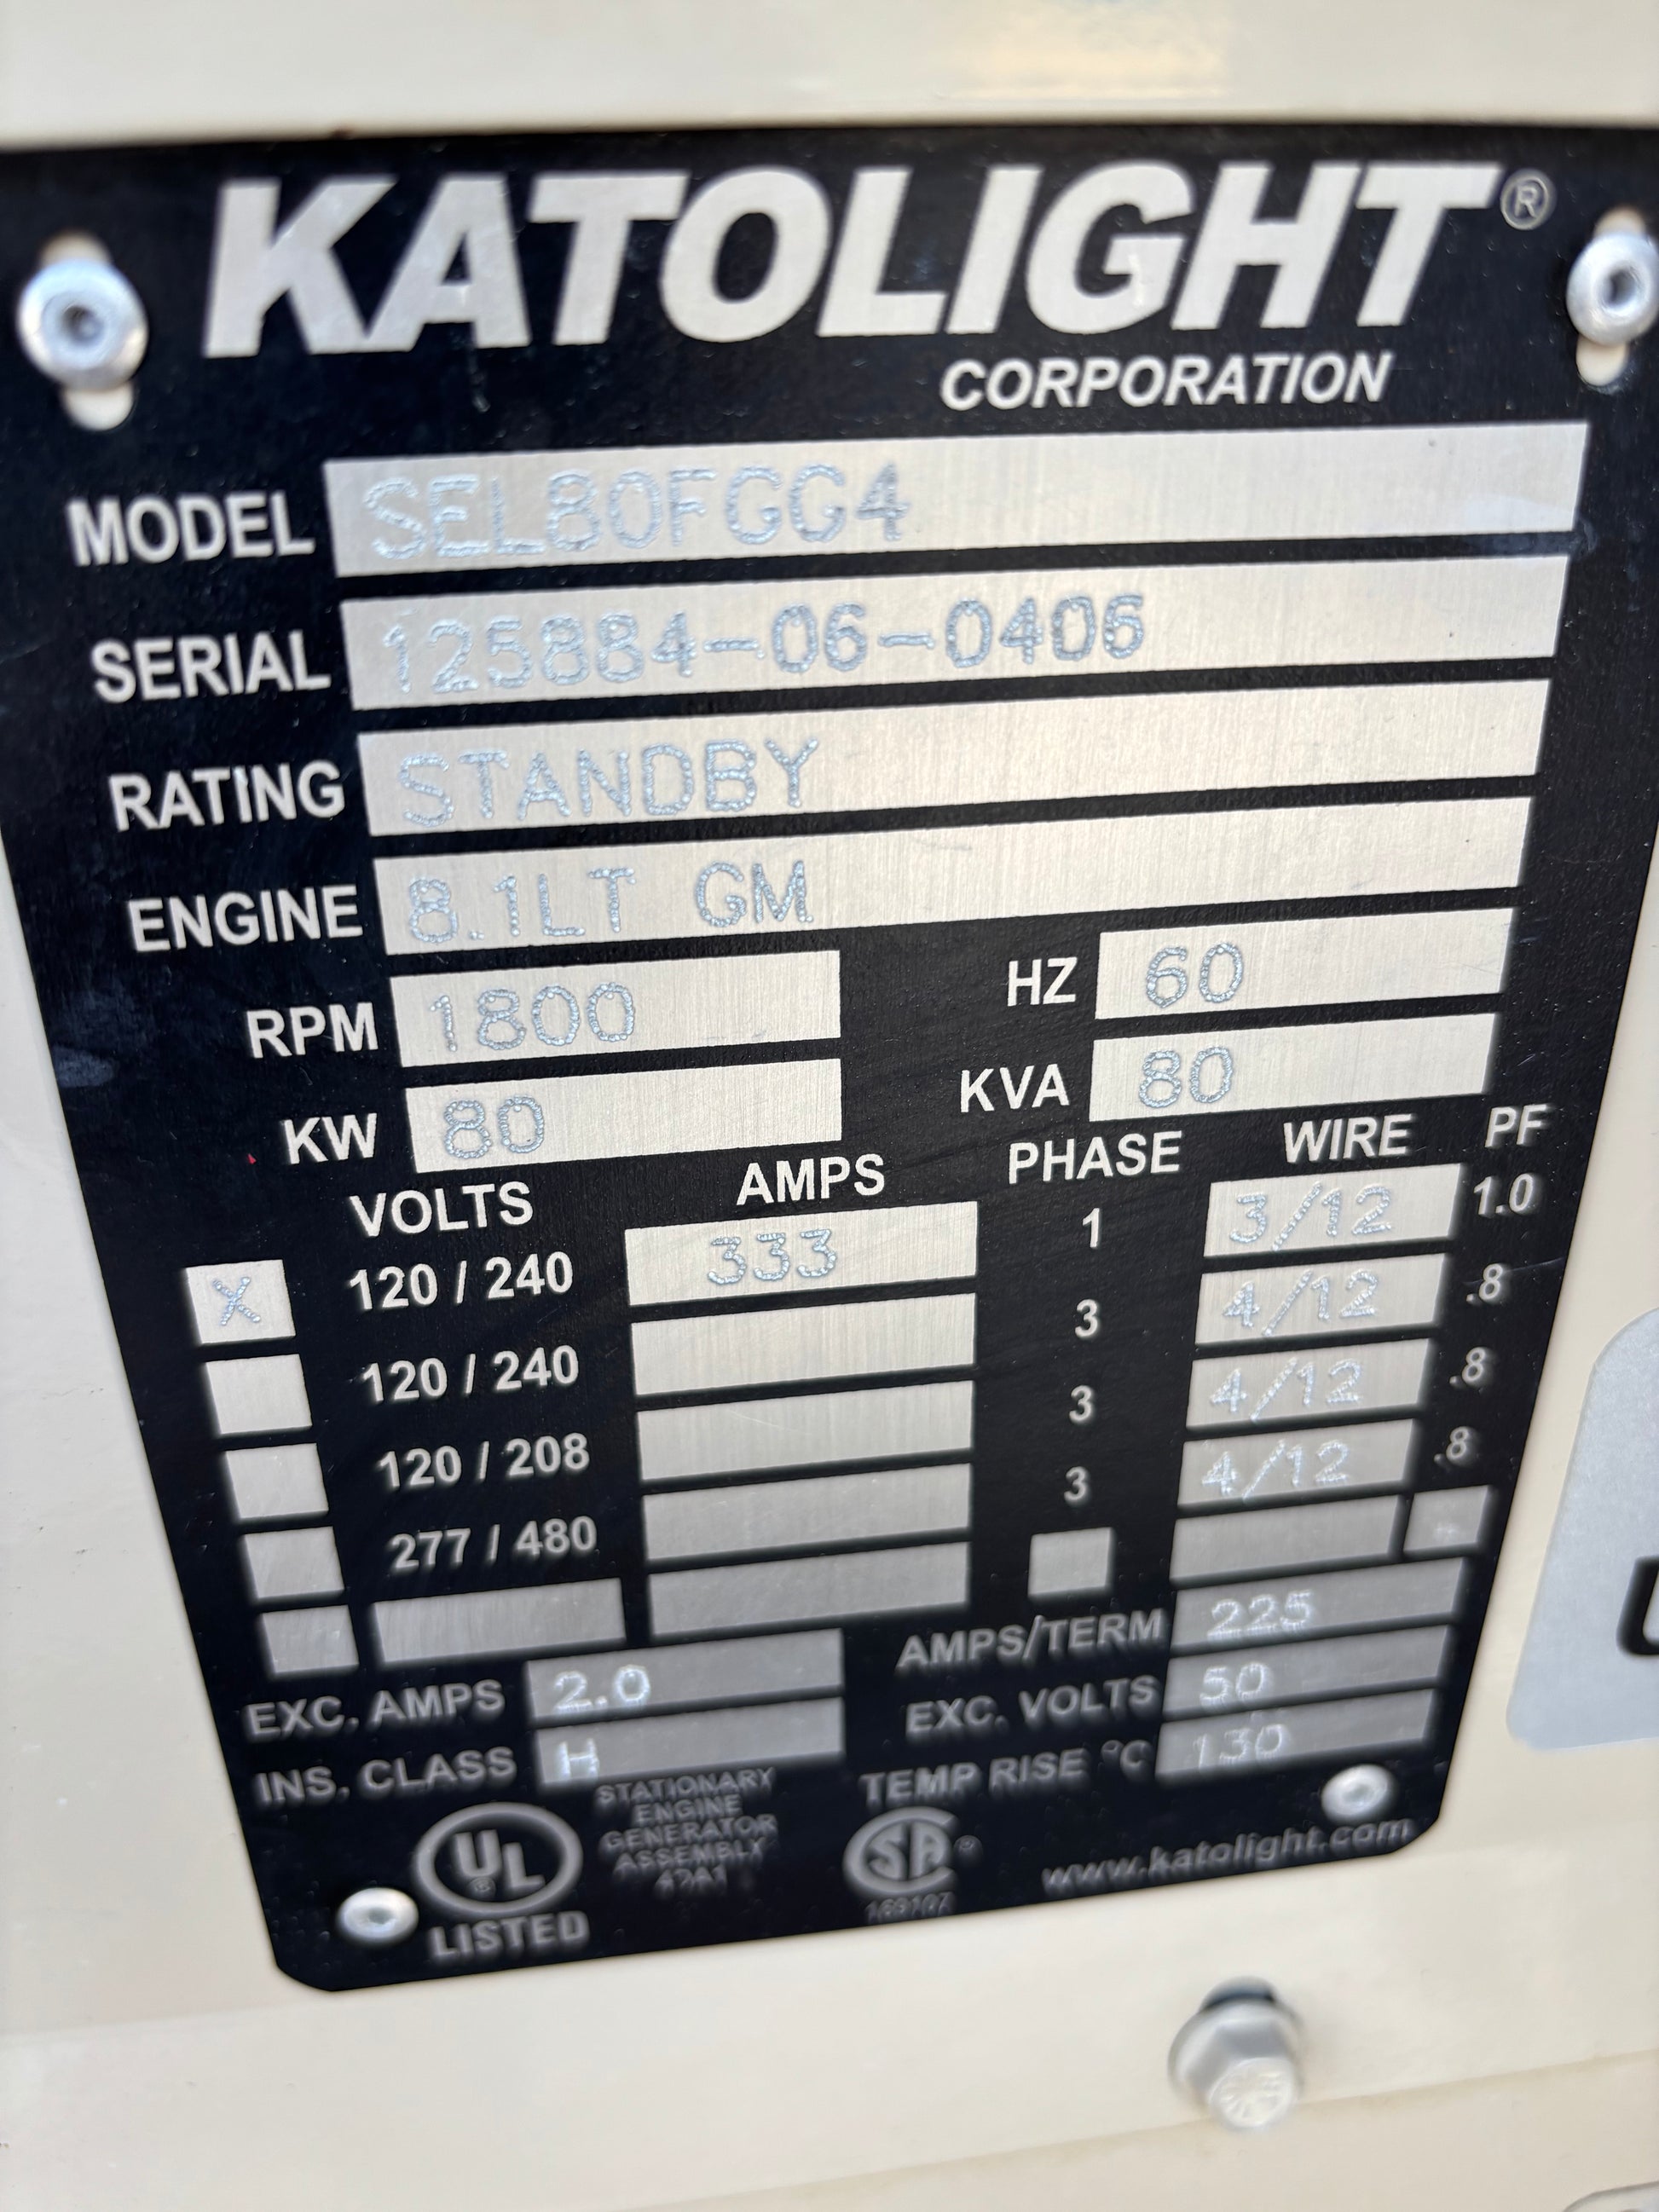 KATOLIGHT®
CORPORATION
MODEL SEL80FGG4
SERIAL 125884-06-0406
RATING STANDBY
ENGINE 8.1LT GM
RPM 1800 HZ 60
KW 80 KVA 80
VOLTS AMPS PHASE WIRE PF
X 120 / 240 333 1 3/12 1.0
120 / 240 3 4/12 .8
120 / 208 3 4/12 .8
277 / 480 3 4/12 .8
AMPS/TERM 225
EXC. AMPS 2.0 EXC. VOLTS 50
INS. CLASS H TEMP RISE °C 130
UL®
LISTED
STATIONARY
ENGINE
GENERATOR
ASSEMBLY
42A1
SA®
169107
www.katolight.com